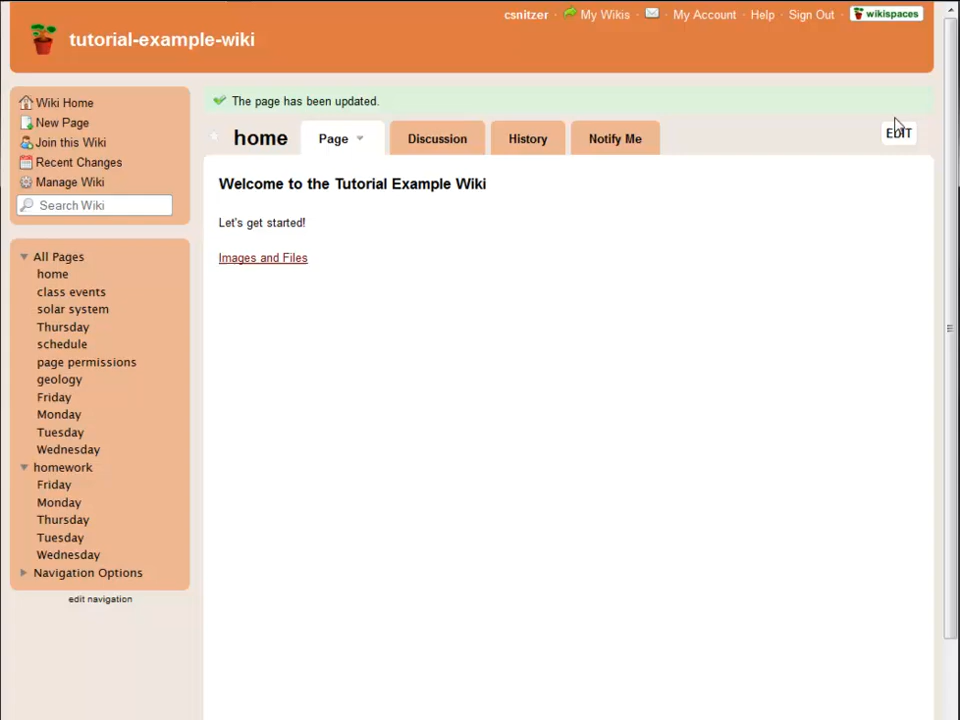 csnitzer · My Wikis · · My Account · Help · Sign Out · wikispaces
tutorial-example-wiki
Wiki Home
New Page
Join this Wiki
Recent Changes
Manage Wiki
Search Wiki
All Pages
home
class events
solar system
Thursday
schedule
page permissions
geology
Friday
Monday
Tuesday
Wednesday
homework
Friday
Monday
Thursday
Tuesday
Wednesday
Navigation Options
edit navigation
The page has been updated.
home Page Discussion History Notify Me EDIT
Welcome to the Tutorial Example Wiki
Let's get started!
Images and Files